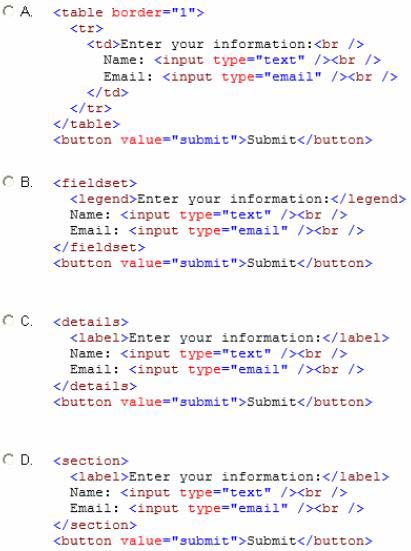 A. <table border="1">
<tr>
<td>Enter your information:<br />
Name: <input type="text" /><br />
Email: <input type="email" /><br />
</td>
</tr>
</table>
<button value="submit">Submit</button>
B. <fieldset>
<legend>Enter your information:</legend>
Name: <input type="text" /><br />
Email: <input type="email" /><br />
</fieldset>
<button value="submit">Submit</button>
C. <details>
<label>Enter your information:</label>
Name: <input type="text" /><br />
Email: <input type="email" /><br />
</details>
<button value="submit">Submit</button>
D. <section>
<label>Enter your information:</label>
Name: <input type="text" /><br />
Email: <input type="email" /><br />
</section>
<button value="submit">Submit</button>